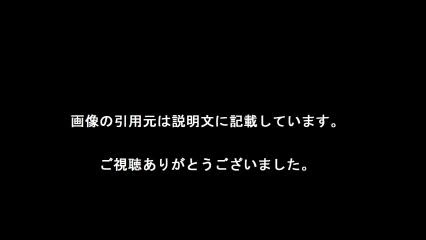 画像の引用元は説明文に記載しています。
ご視聴ありがとうございました。